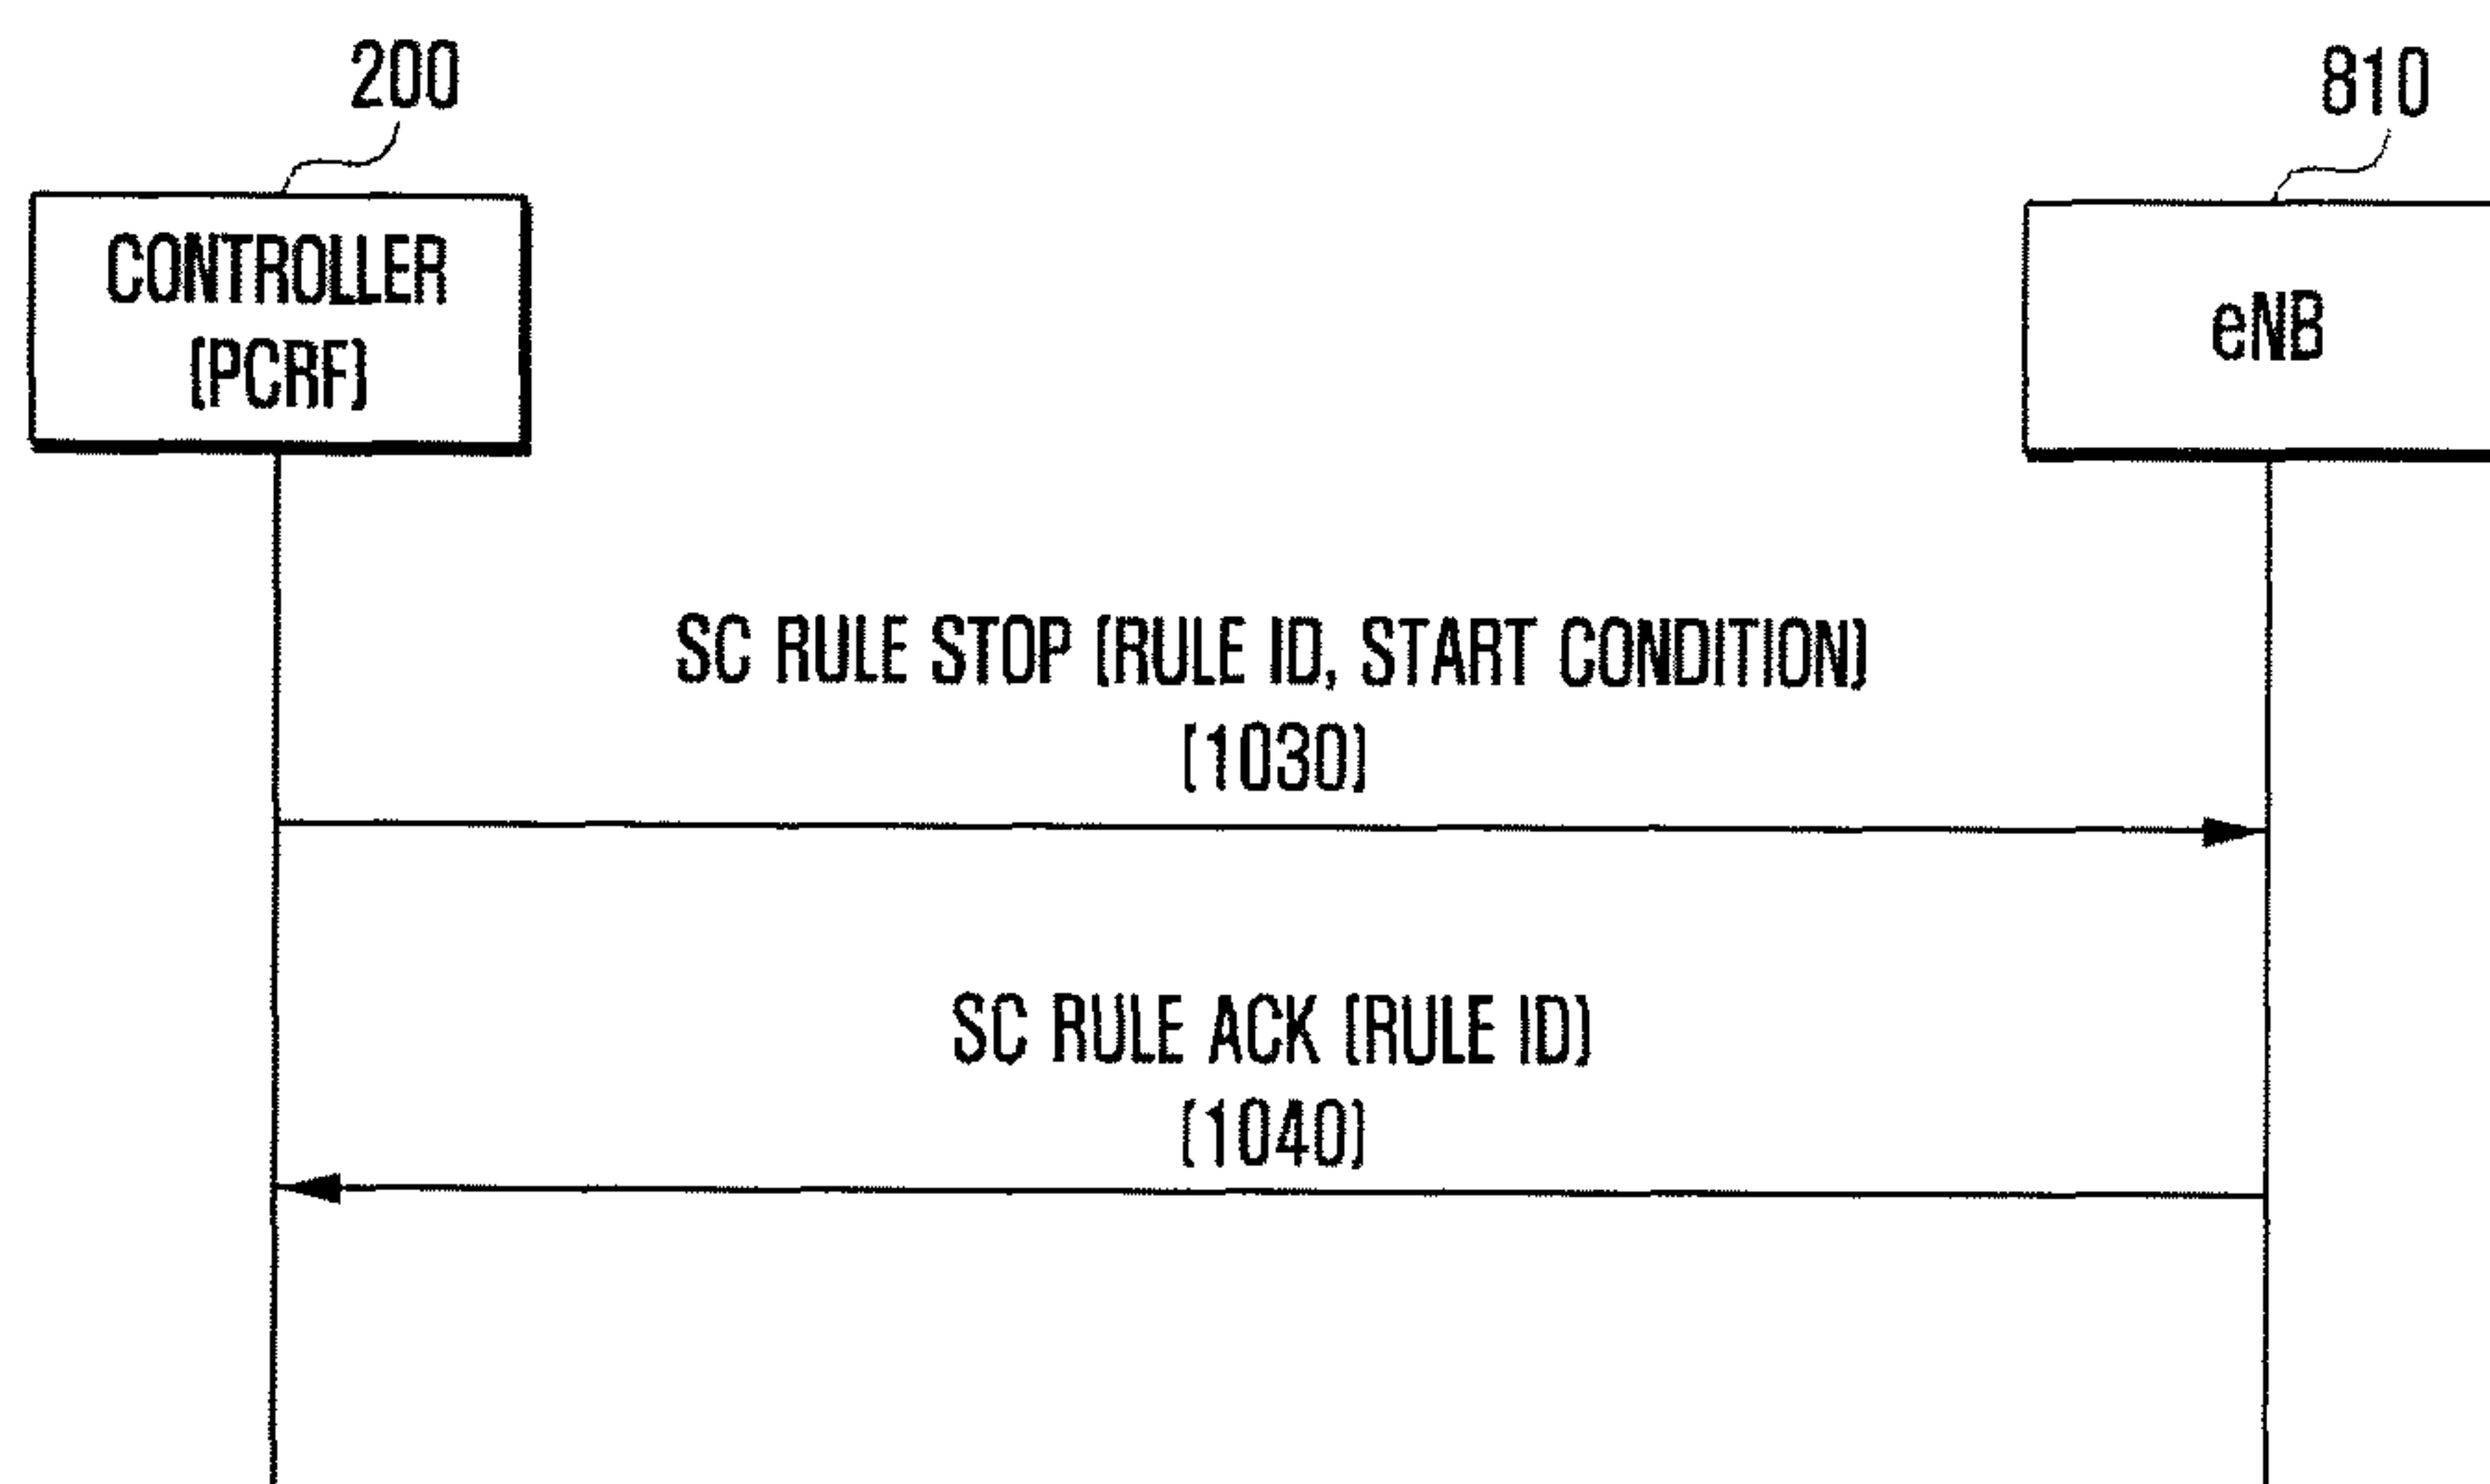 200
810
CONTROLLER
(PCRF)
eNB
SC RULE STOP (RULE ID, START CONDITION)
(1030)
SC RULE ACK (RULE ID)
(1040)